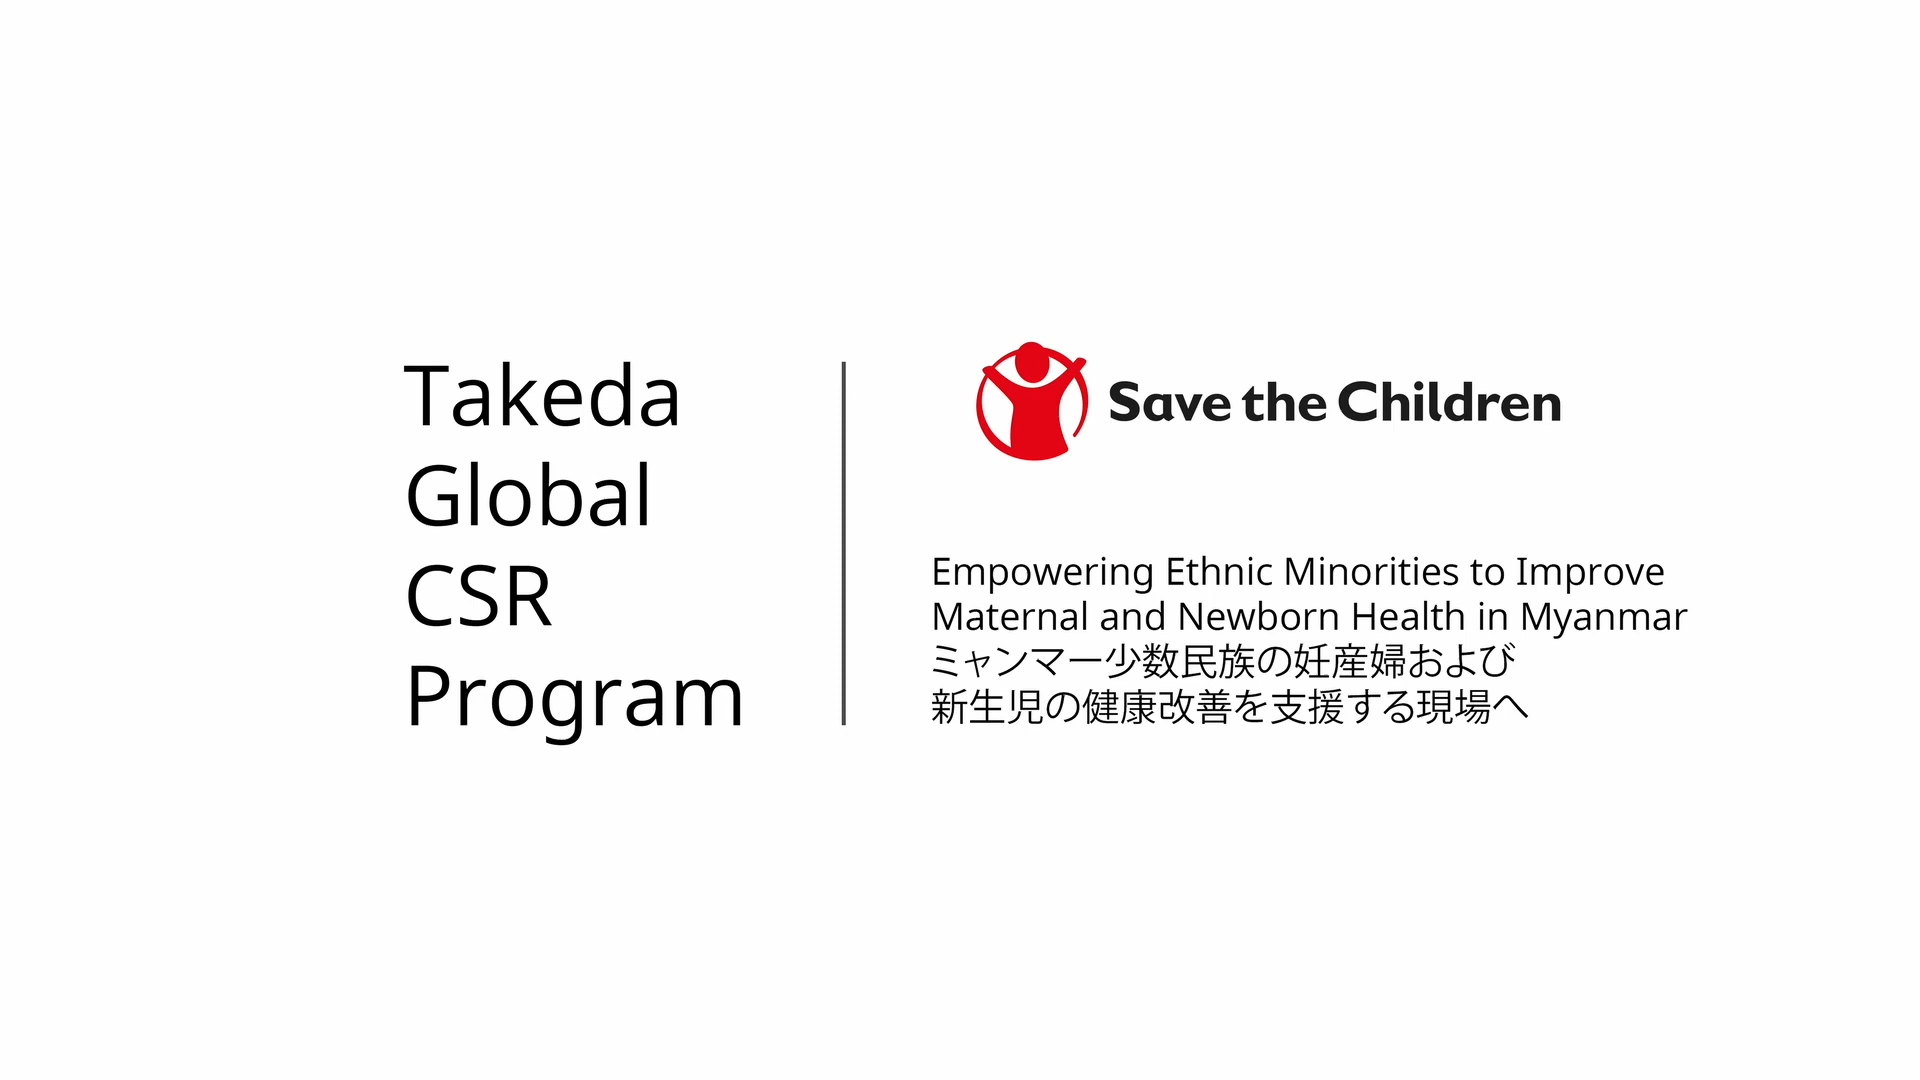 Takeda
Global
CSR
Program
Save the Children
Empowering Ethnic Minorities to Improve
Maternal and Newborn Health in Myanmar
ミャンマー少数民族の妊産婦および
新生児の健康改善を支援する現場へ